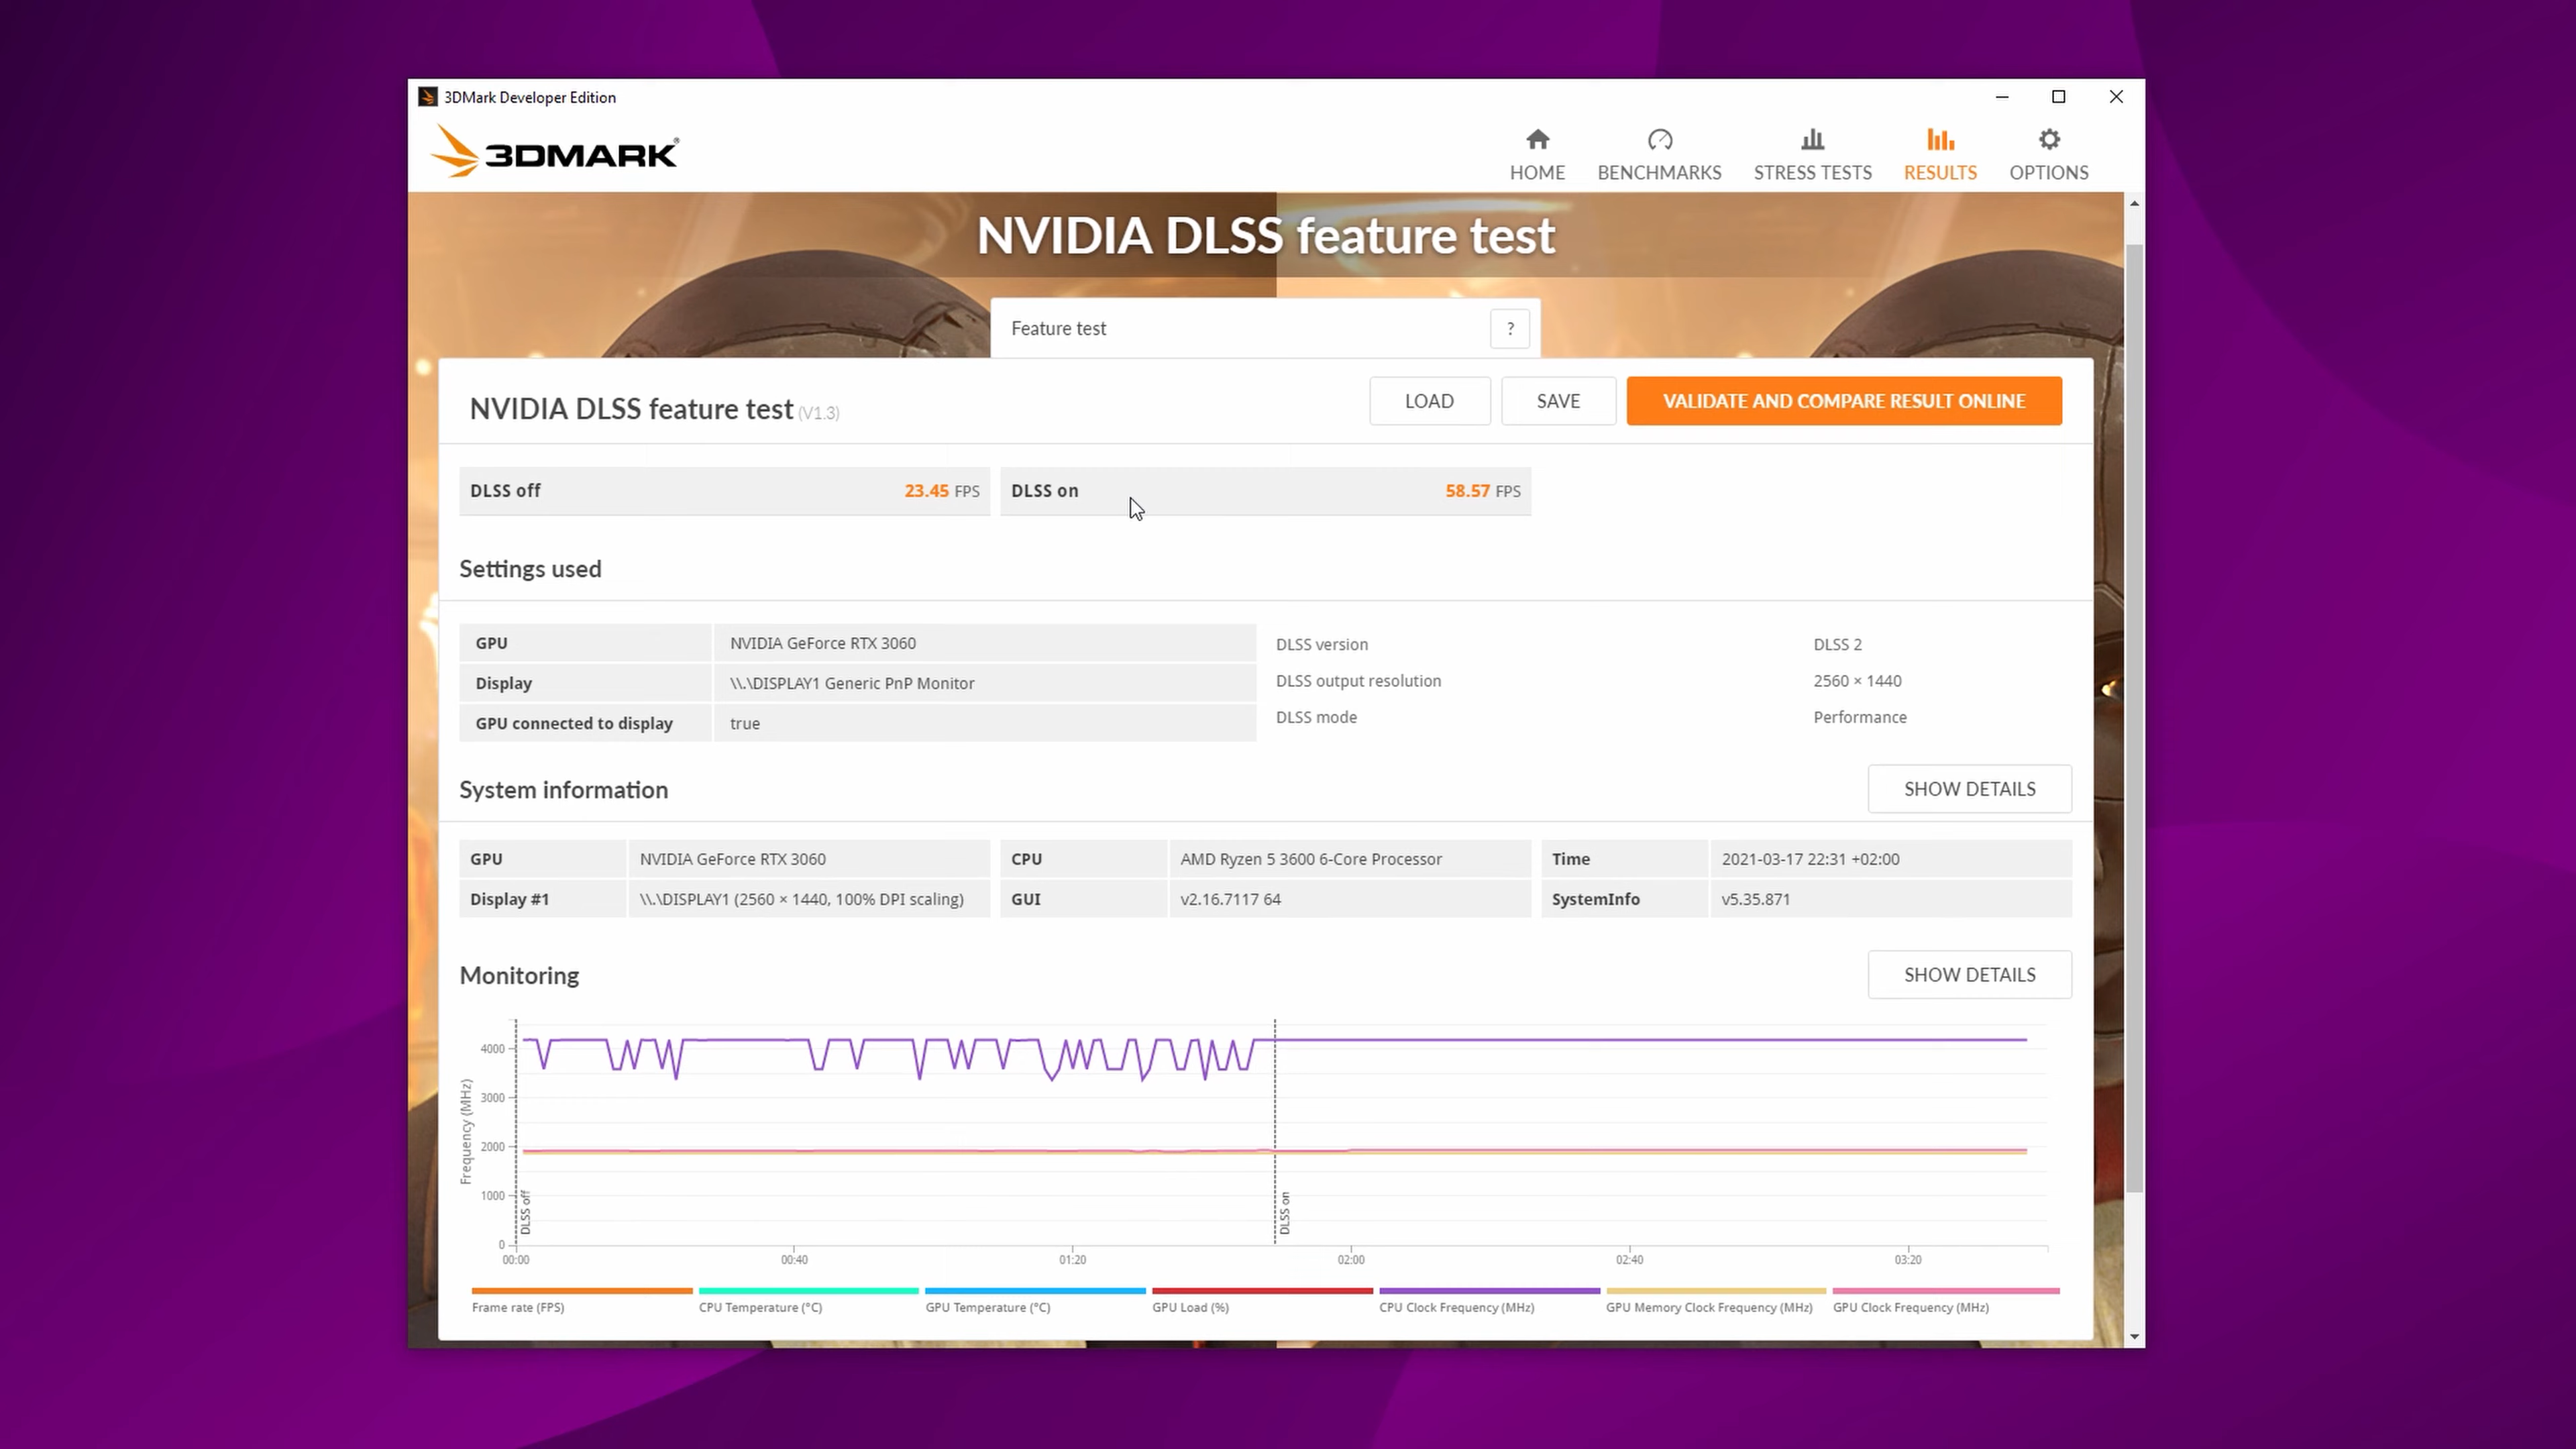 3DMark Developer Edition
3DMARK®
HOME
BENCHMARKS
STRESS TESTS
RESULTS
OPTIONS
NVIDIA DLSS feature test
Feature test
?
NVIDIA DLSS feature test (V1.3)
LOAD
SAVE
VALIDATE AND COMPARE RESULT ONLINE
DLSS off 23.45 FPS
DLSS on 58.57 FPS
Settings used
GPU NVIDIA GeForce RTX 3060
Display \\.\DISPLAY1 Generic PnP Monitor
GPU connected to display true
DLSS version DLSS 2
DLSS output resolution 2560 × 1440
DLSS mode Performance
System information
SHOW DETAILS
GPU NVIDIA GeForce RTX 3060
Display #1 \\.\DISPLAY1 (2560 × 1440, 100% DPI scaling)
CPU AMD Ryzen 5 3600 6-Core Processor
GUI v2.16.7117 64
Time 2021-03-17 22:31 +02:00
SystemInfo v5.35.871
Monitoring
SHOW DETAILS
Frequency (MHz)
4000
3000
2000
1000
0
DLSS off
DLSS on
00:00
00:40
01:20
02:00
02:40
03:20
Frame rate (FPS)
CPU Temperature (°C)
GPU Temperature (°C)
GPU Load (%)
CPU Clock Frequency (MHz)
GPU Memory Clock Frequency (MHz)
GPU Clock Frequency (MHz)